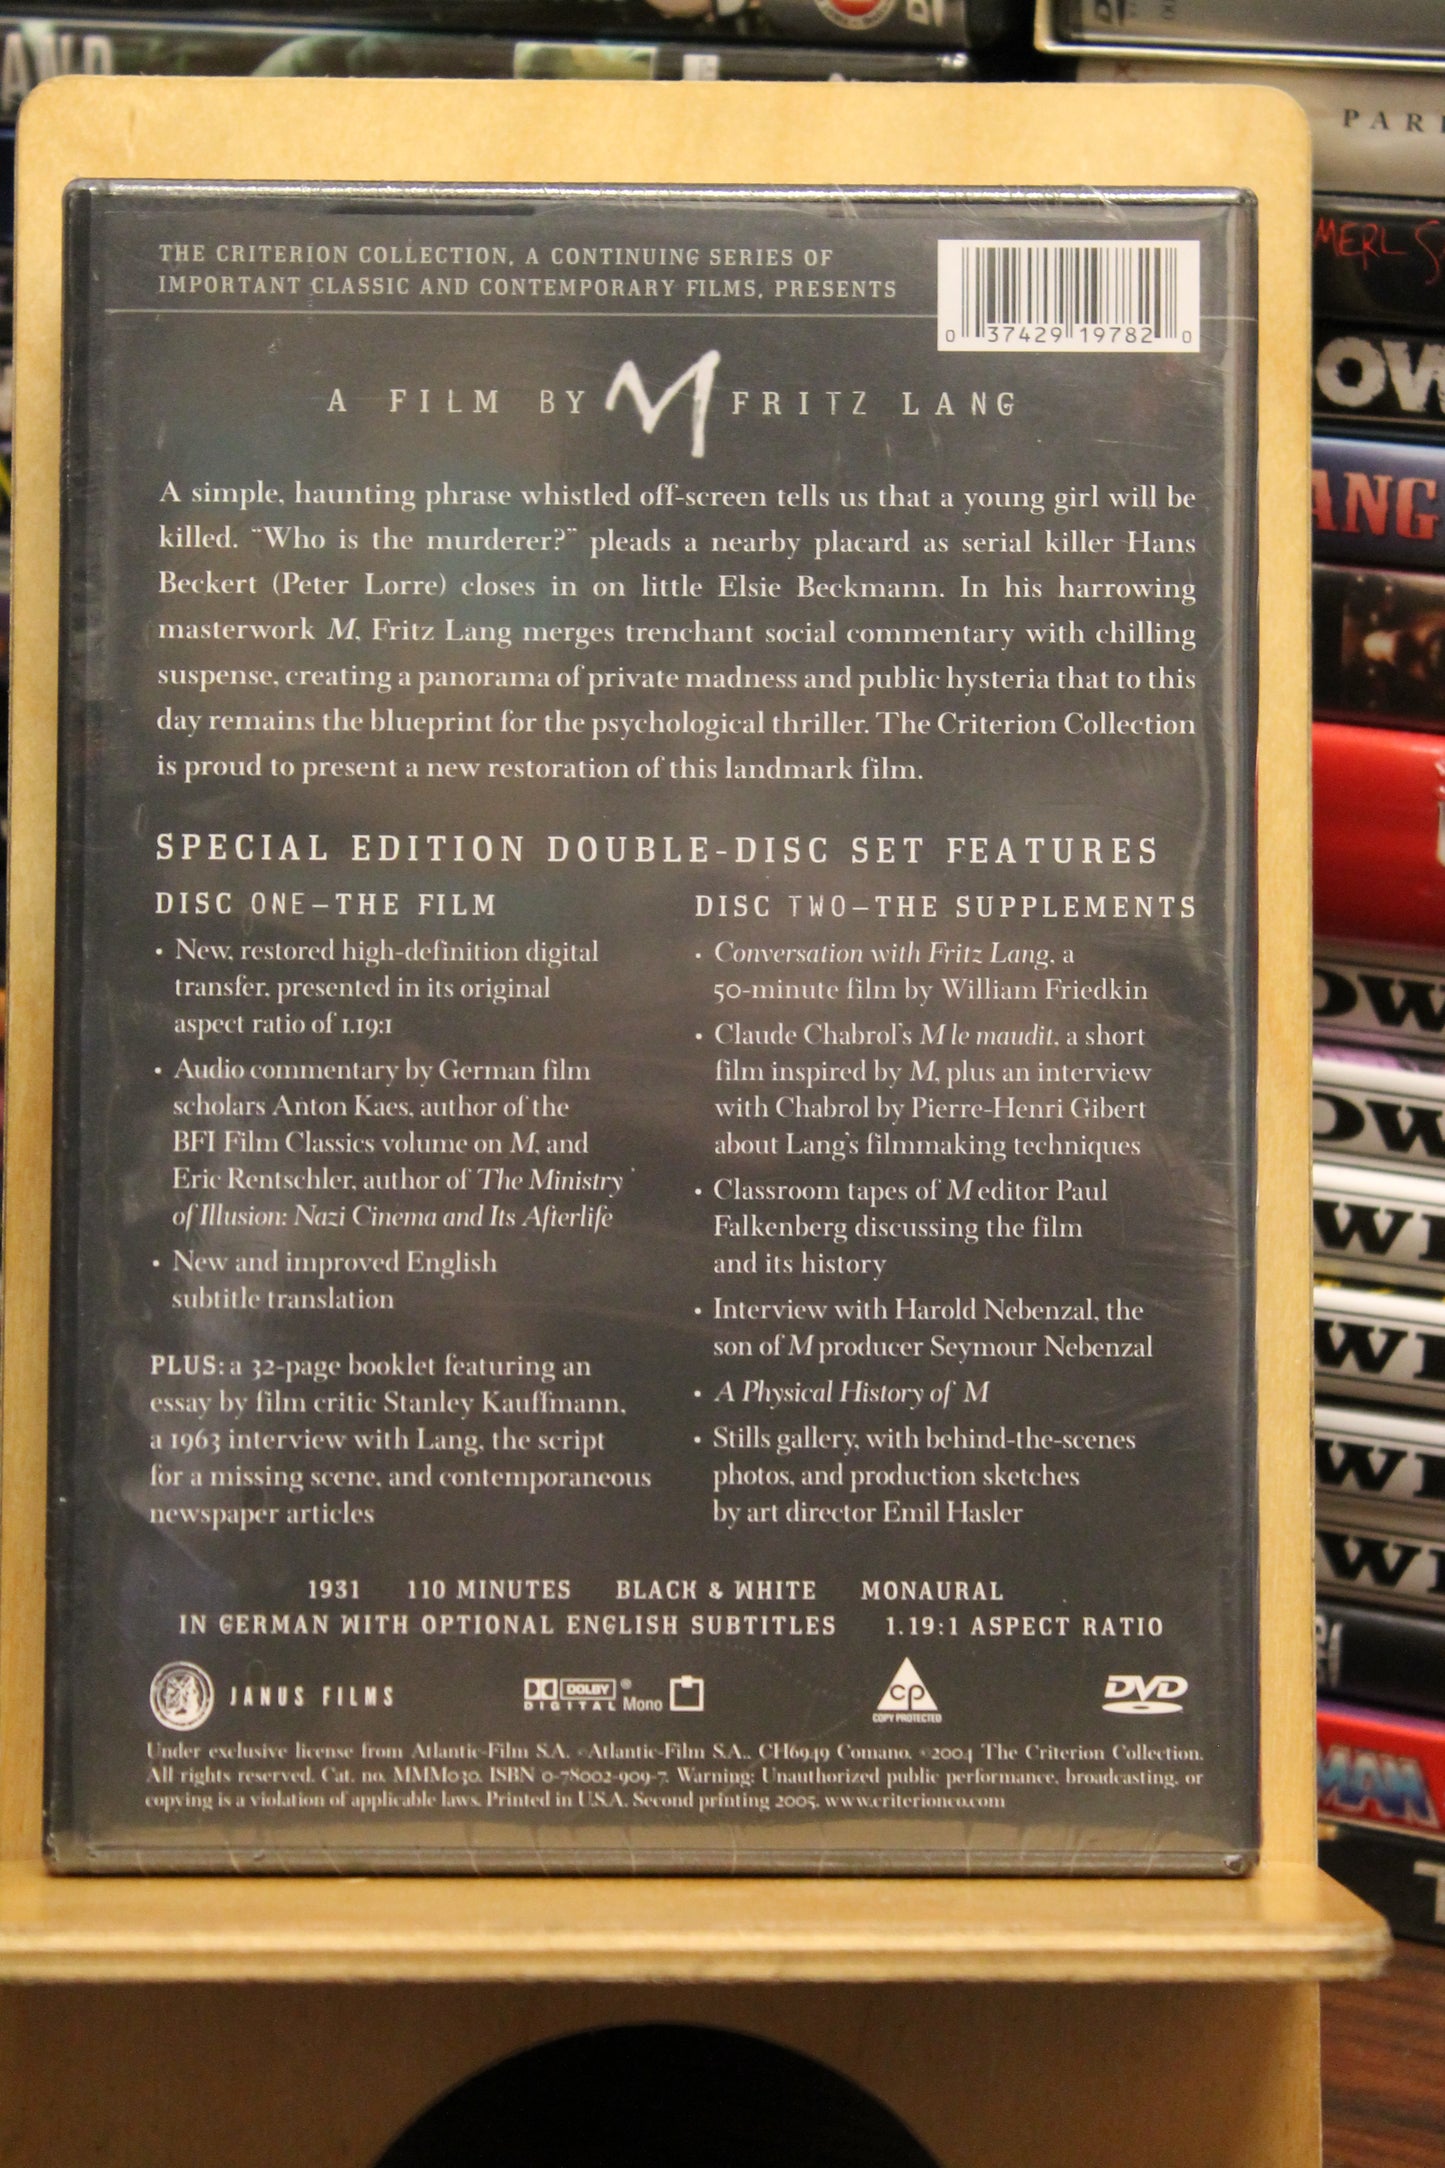 AND
PAR
MERL S
OW
ANG
THE CRITERION COLLECTION, A CONTINUING SERIES OF
IMPORTANT CLASSIC AND CONTEMPORARY FILMS, PRESENTS
0 37429 19782 0
A FILM BY M FRITZ LANG
A simple, haunting phrase whistled off-screen tells us that a young girl will be
killed. “Who is the murderer?” pleads a nearby placard as serial killer Hans
Beckert (Peter Lorre) closes in on little Elsie Beckmann. In his harrowing
masterwork M, Fritz Lang merges trenchant social commentary with chilling
suspense, creating a panorama of private madness and public hysteria that to this
day remains the blueprint for the psychological thriller. The Criterion Collection
is proud to present a new restoration of this landmark film.
SPECIAL EDITION DOUBLE-DISC SET FEATURES
DISC ONE–THE FILM
• New, restored high-definition digital
transfer, presented in its original
aspect ratio of 1.19:1
• Audio commentary by German film
scholars Anton Kaes, author of the
BFI Film Classics volume on M, and
Eric Rentschler, author of The Ministry
of Illusion: Nazi Cinema and Its Afterlife
• New and improved English
subtitle translation
PLUS: a 32-page booklet featuring an
essay by film critic Stanley Kauffmann,
a 1963 interview with Lang, the script
for a missing scene, and contemporaneous
newspaper articles
DISC TWO–THE SUPPLEMENTS
• Conversation with Fritz Lang, a
50-minute film by William Friedkin
• Claude Chabrol's M le maudit, a short
film inspired by M, plus an interview
with Chabrol by Pierre-Henri Gibert
about Lang's filmmaking techniques
• Classroom tapes of M editor Paul
Falkenberg discussing the film
and its history
• Interview with Harold Nebenzal, the
son of M producer Seymour Nebenzal
• A Physical History of M
• Stills gallery, with behind-the-scenes
photos, and production sketches
by art director Emil Hasler
1931 110 MINUTES BLACK & WHITE MONAURAL
IN GERMAN WITH OPTIONAL ENGLISH SUBTITLES 1.19:1 ASPECT RATIO
JANUS FILMS
DOLBY ®
DIGITAL Mono
CP
COPY PROTECTED
DVD
Under exclusive license from Atlantic-Film S.A. ©Atlantic-Film S.A., CH6949 Comano. ©2004 The Criterion Collection.
All rights reserved. Cat. no. MMM030. ISBN 0-78002-909-7. Warning: Unauthorized public performance, broadcasting, or
copying is a violation of applicable laws. Printed in U.S.A. Second printing 2005. www.criterionco.com
OW
OW
W
W
W
W
MAN
T